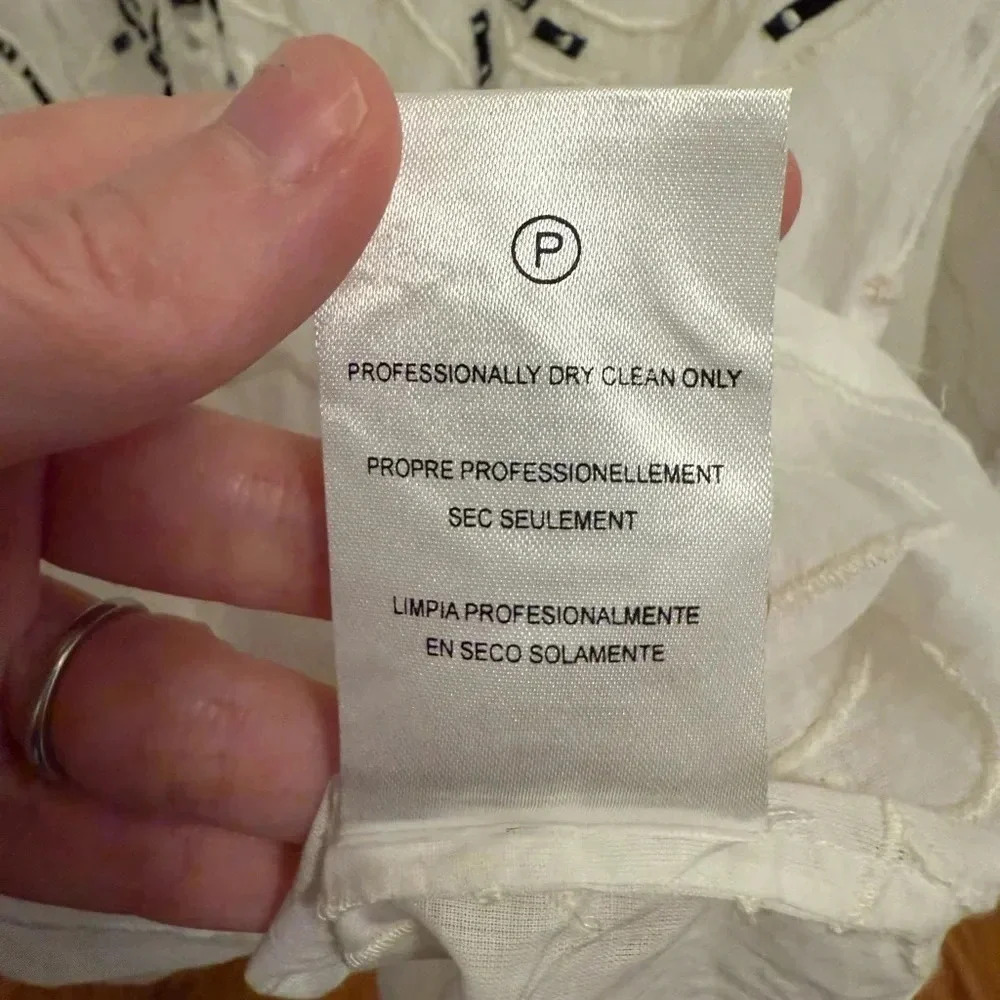 P
PROFESSIONALLY DRY CLEAN ONLY
PROPRE PROFESSIONELLEMENT
SEC SEULEMENT
LIMPIA PROFESIONALMENTE
EN SECO SOLAMENTE